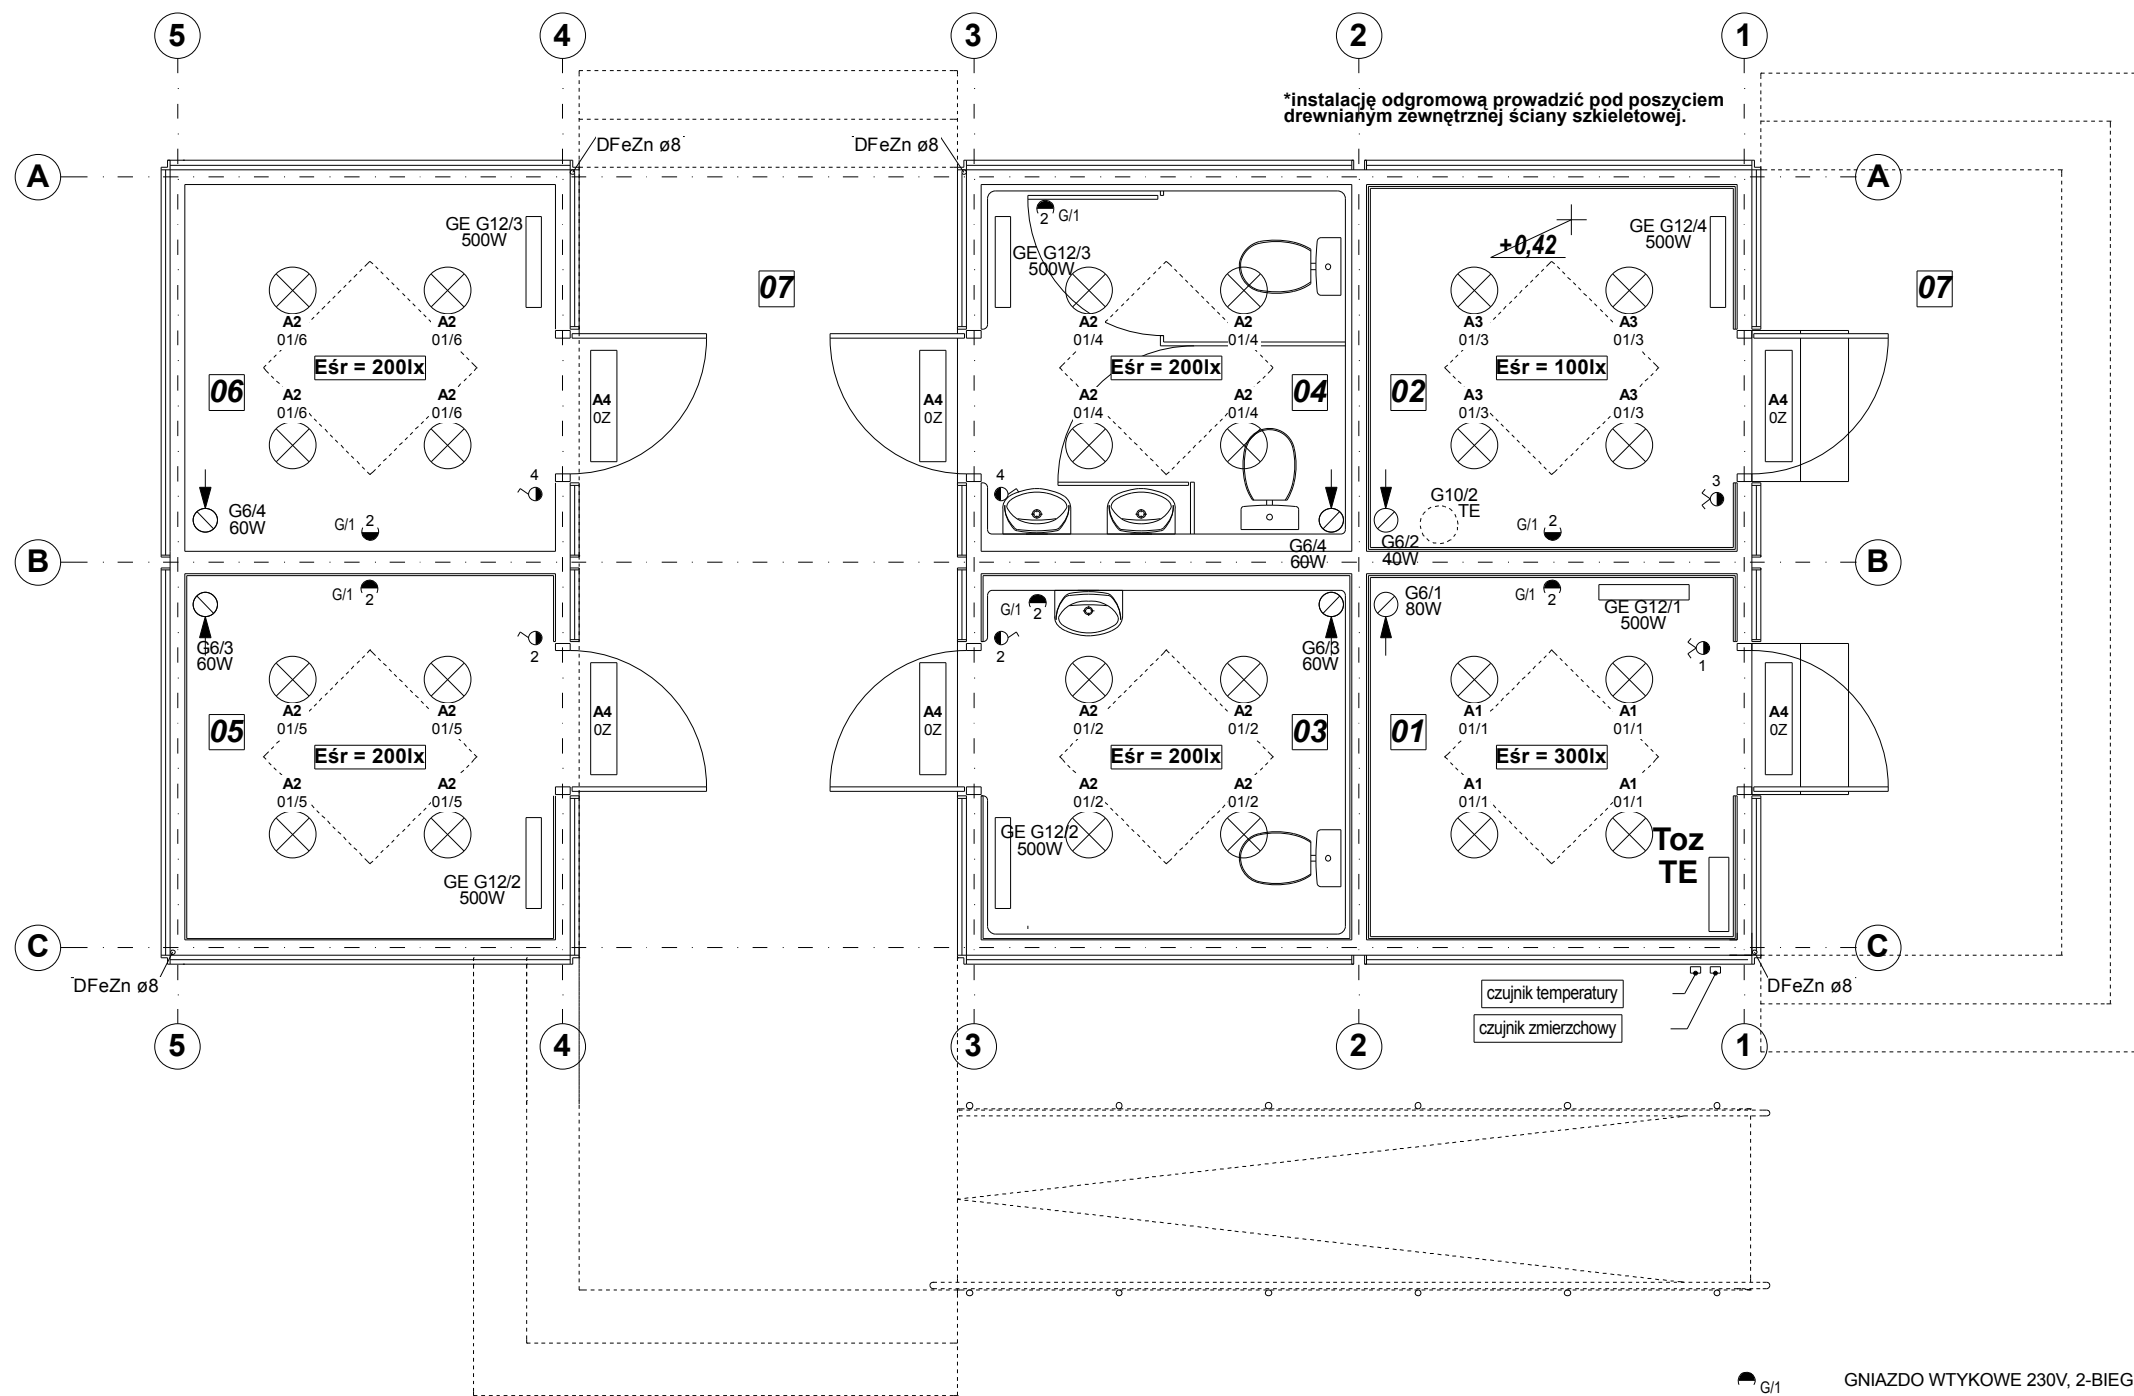 5
4
3
2
1
*instalację odgromową prowadzić pod poszyciem
drewnianym zewnętrznej ściany szkieletowej.
DFeZn ø8
DFeZn ø8
A
A
GE G12/3
500W
2 G/1
GE G12/3
500W
+0,42
GE G12/4
500W
07
07
A2
01/6
A2
01/6
A2
01/4
A2
01/4
A3
01/3
A3
01/3
Eśr = 200lx
Eśr = 200lx
Eśr = 100lx
06
04
02
A2
01/6
A2
01/6
A4
0Z
A4
0Z
A2
01/4
A2
01/4
A3
01/3
A3
01/3
A4
0Z
4
4
3
G6/4
60W
G/1 2
G10/2
TE
G/1 2
G6/4
60W
G6/2
40W
B
B
G/1 2
G/1 2
G6/1
80W
G/1 2
GE G12/1
500W
G6/3
60W
2
2
G6/3
60W
1
A2
01/5
A2
01/5
A4
0Z
A4
0Z
A2
01/2
A2
01/2
A1
01/1
A1
01/1
A4
0Z
05
03
01
Eśr = 200lx
Eśr = 200lx
Eśr = 300lx
A2
01/5
A2
01/5
A2
01/2
A2
01/2
A1
01/1
A1
01/1
GE G12/2
500W
Toz
TE
GE G12/2
500W
C
C
DFeZn ø8
DFeZn ø8
czujnik temperatury
czujnik zmierzchowy
5
4
3
2
1
G/1 GNIAZDO WTYKOWE 230V, 2-BIEG